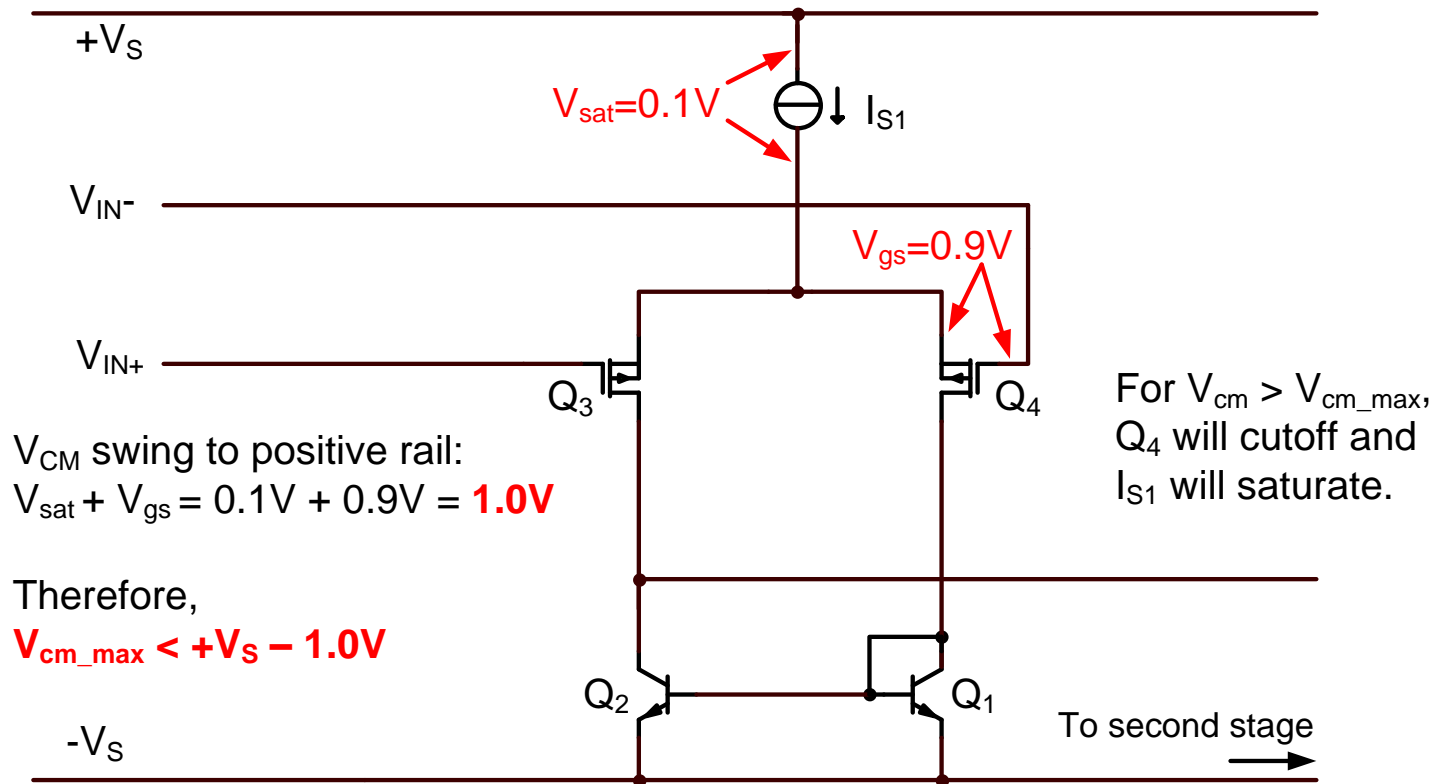 +VS
Vsat=0.1V
IS1
VIN-
Vgs=0.9V
VIN+
Q3
Q4
For Vcm > Vcm_max,
Q4 will cutoff and
IS1 will saturate.
VCM swing to positive rail:
Vsat + Vgs = 0.1V + 0.9V = 1.0V
Therefore,
Vcm_max < +VS – 1.0V
Q2
Q1
To second stage
-VS